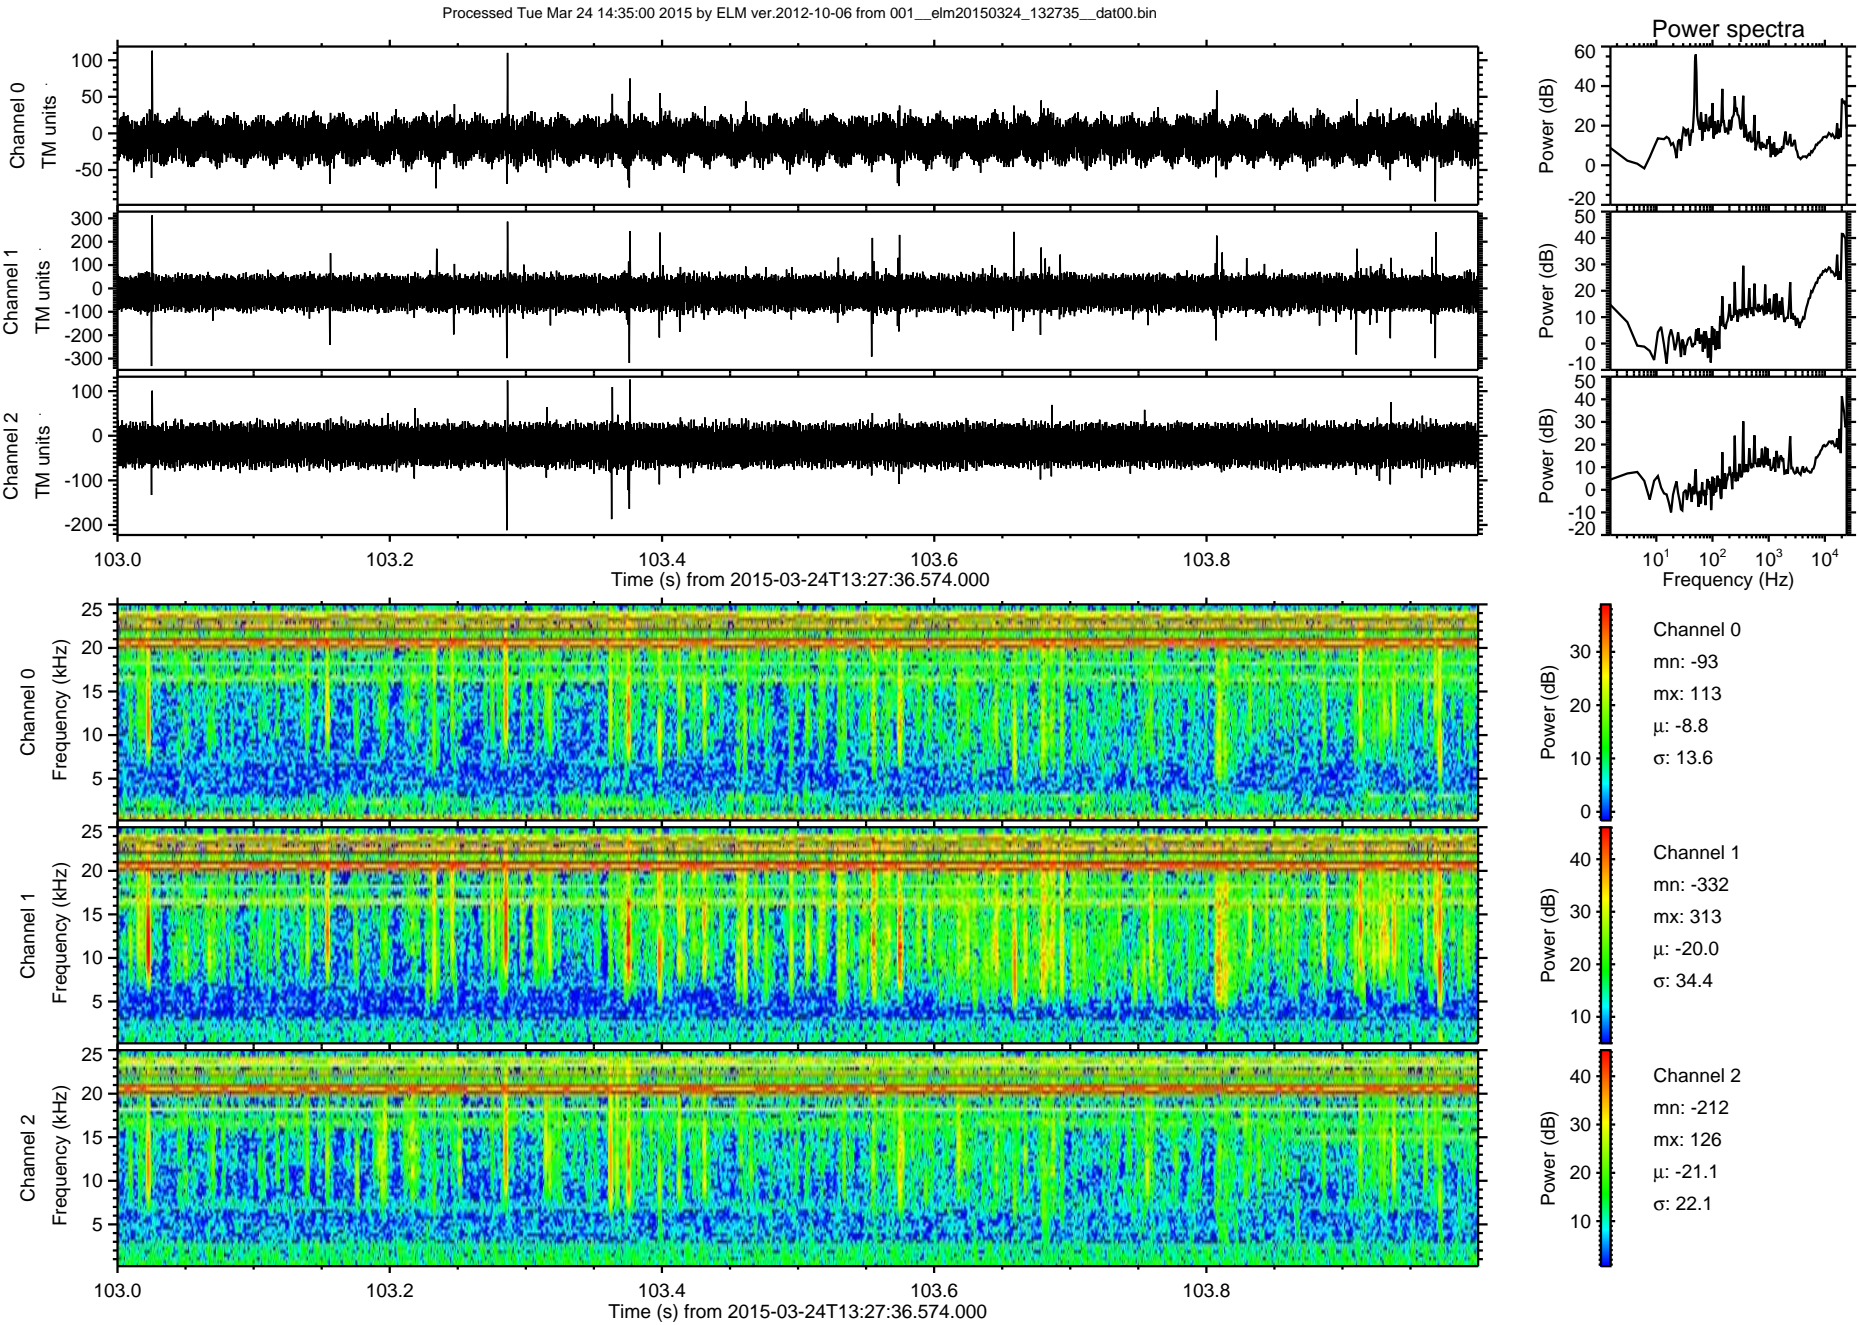 Processed Tue Mar 24 14:35:00 2015 by ELM ver.2012-10-06 from 001__elm20150324_132735__dat00.bin
Power spectra
Channel 0
TM units
100
50
0
-50
Power (dB)
60
40
20
0
-20
Channel 1
TM units
300
200
100
0
-100
-200
-300
Power (dB)
50
40
30
20
10
0
-10
Channel 2
TM units
100
0
-100
-200
Power (dB)
50
40
30
20
10
0
-10
-20
103.0 103.2 103.4 103.6 103.8
Time (s) from 2015-03-24T13:27:36.574.000
10^1 10^2 10^3 10^4
Frequency (Hz)
Channel 0
Frequency (kHz)
25
20
15
10
5
Power (dB)
30
20
10
0
Channel 0
mn: -93
mx: 113
μ: -8.8
σ: 13.6
Channel 1
Frequency (kHz)
25
20
15
10
5
Power (dB)
40
30
20
10
Channel 1
mn: -332
mx: 313
μ: -20.0
σ: 34.4
Channel 2
Frequency (kHz)
25
20
15
10
5
Power (dB)
40
30
20
10
Channel 2
mn: -212
mx: 126
μ: -21.1
σ: 22.1
103.0 103.2 103.4 103.6 103.8
Time (s) from 2015-03-24T13:27:36.574.000